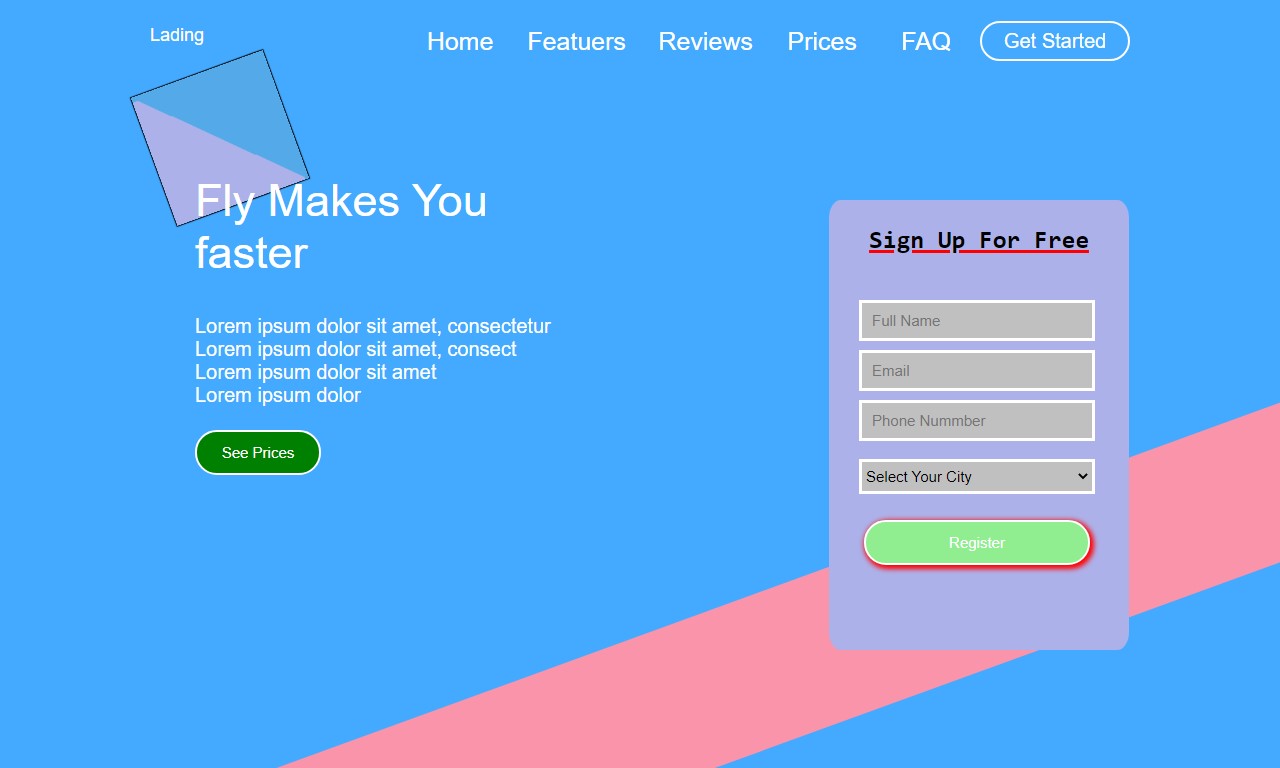 Lading
Home Featuers Reviews Prices FAQ Get Started
Fly Makes You
faster
Lorem ipsum dolor sit amet, consectetur
Lorem ipsum dolor sit amet, consect
Lorem ipsum dolor sit amet
Lorem ipsum dolor
See Prices
Sign Up For Free
Full Name
Email
Phone Nummber
Select Your City
Register